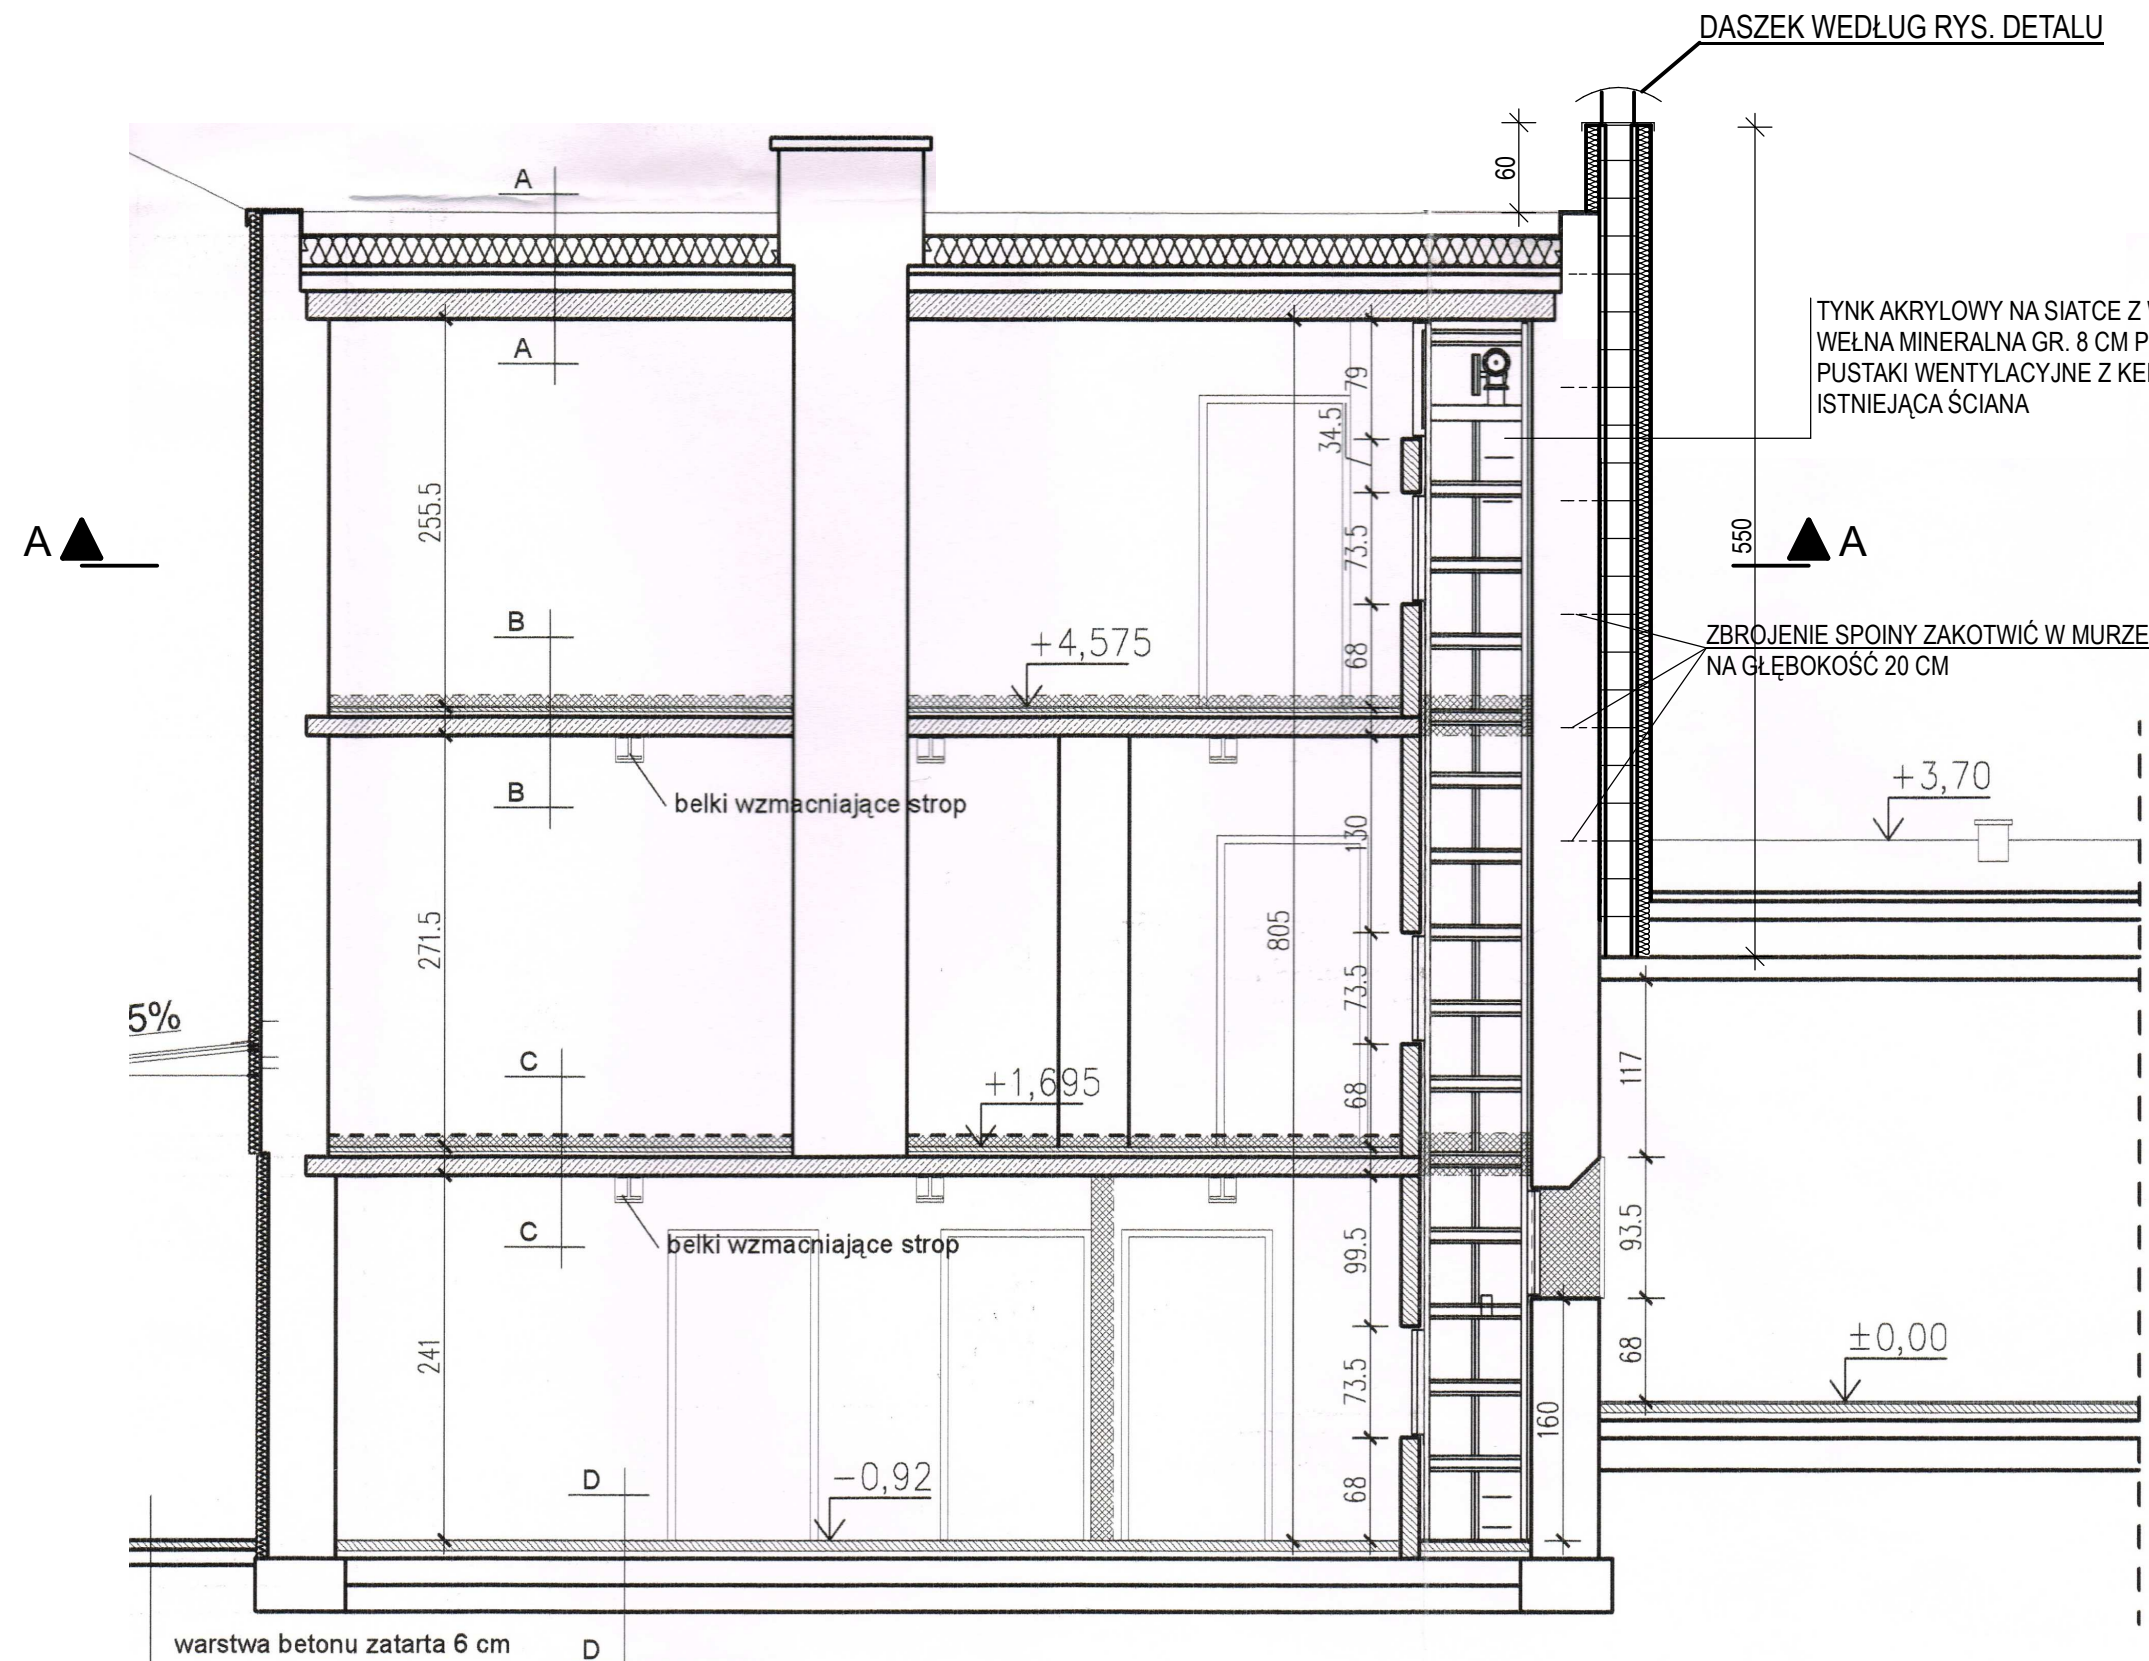 DASZEK WEDŁUG RYS. DETALU
A
60
TYNK AKRYLOWY NA SIATCE Z
WEŁNA MINERALNA GR. 8 CM
PUSTAKI WENTYLACYJNE Z
ISTNIEJĄCA ŚCIANA
A
79
34.5
255.5
73.5
A
550
A
B
+4,575
68
ZBROJENIE SPOINY ZAKOTWIĆ W MURZE
NA GŁĘBOKOŚĆ 20 CM
B
belki wzmacniające strop
+3,70
130
271.5
805
73.5
5%
C
+1,695
68
117
C
belki wzmacniające strop
99.5
93.5
241
73.5
68
±0,00
160
D
-0,92
68
warstwa betonu zatarta 6 cm
D